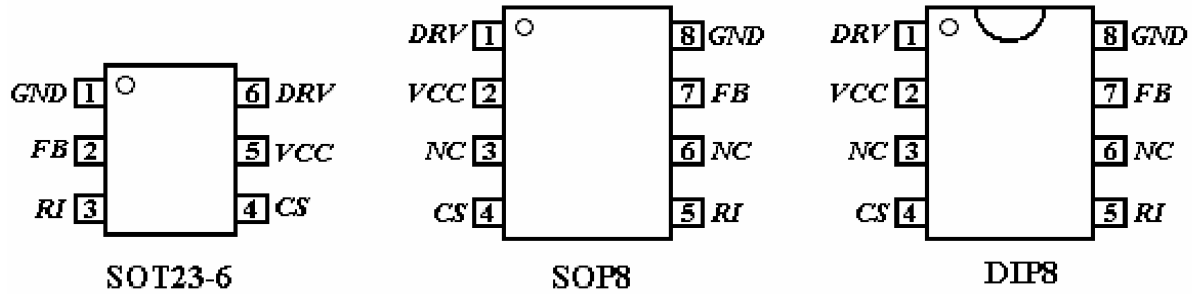 DRV 1 8 GND DRV 1 8 GND
GND 1 6 DRV VCC 2 7 FB VCC 2 7 FB
FB 2 5 VCC NC 3 6 NC NC 3 6 NC
RI 3 4 CS CS 4 5 RI CS 4 5 RI
SOT23-6 SOP8 DIP8